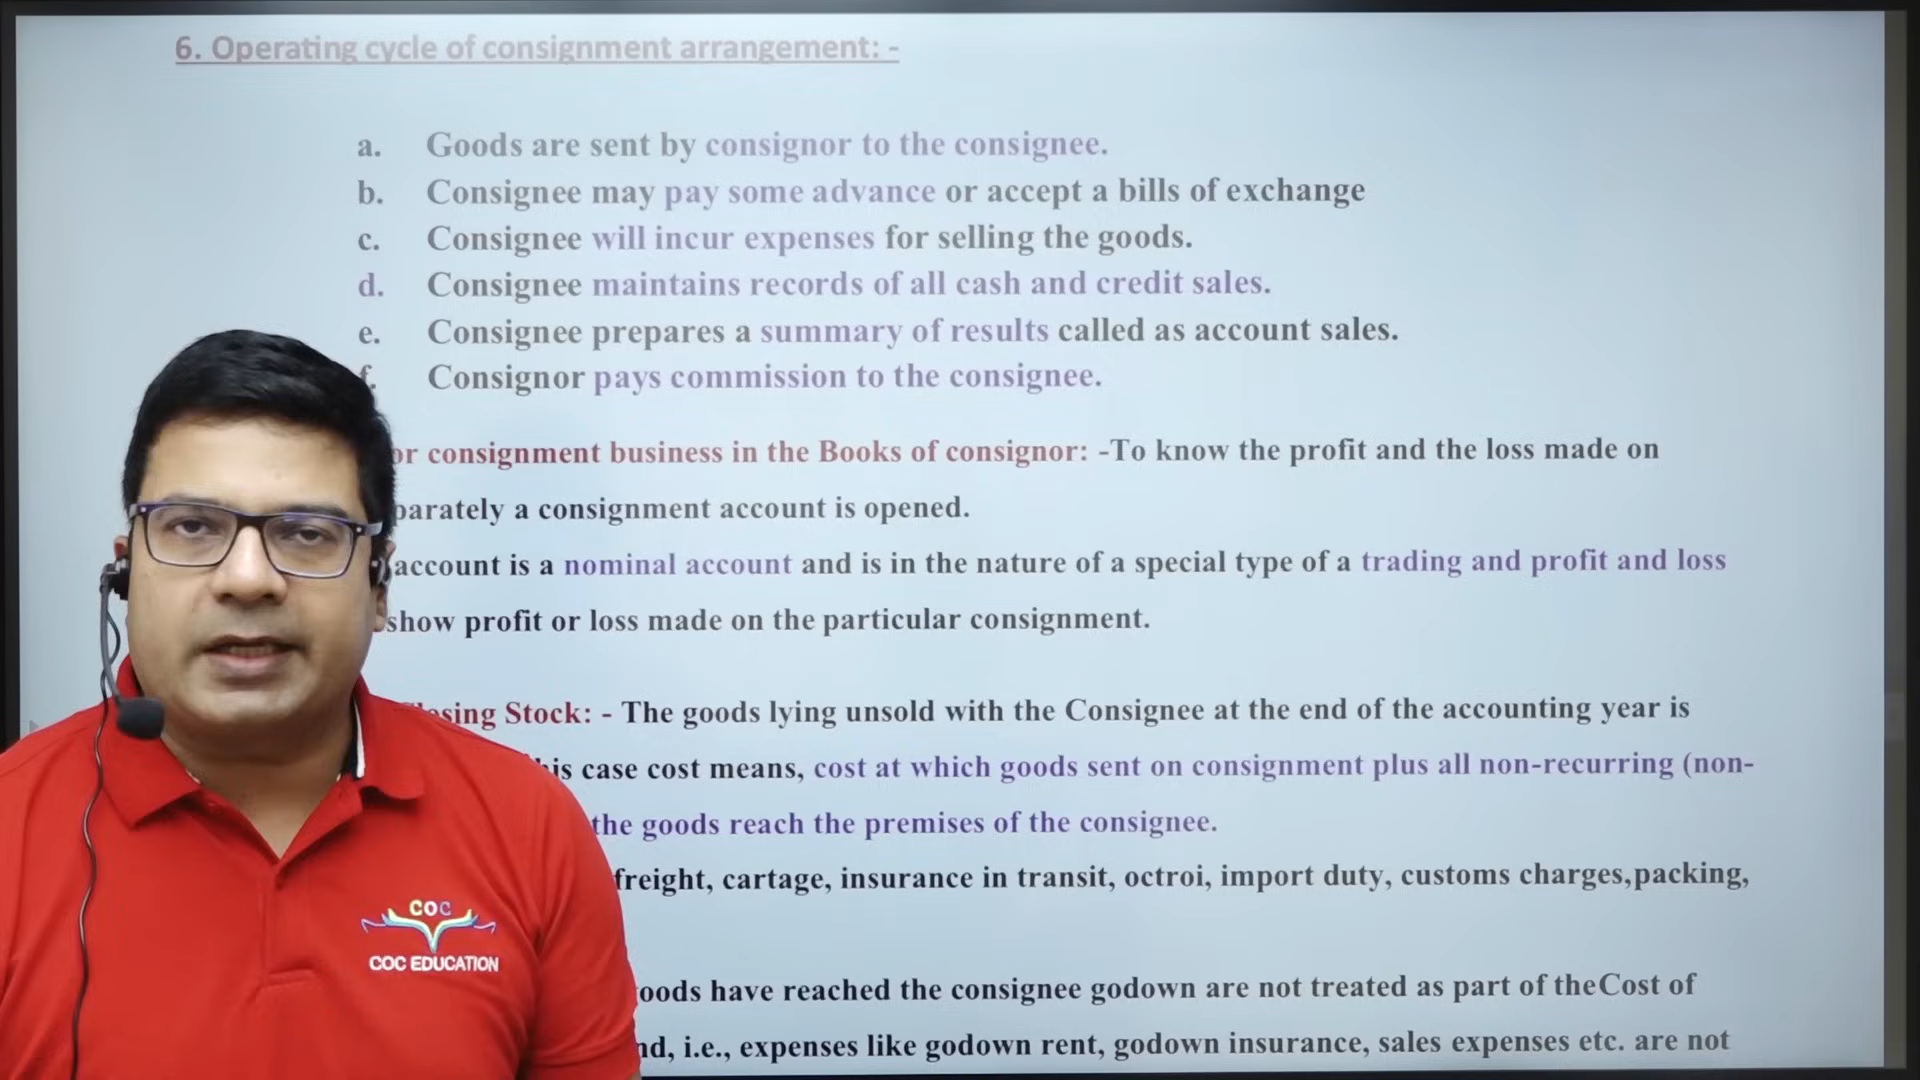 6. Operating cycle of consignment arrangement: -
a. Goods are sent by consignor to the consignee.
b. Consignee may pay some advance or accept a bills of exchange
c. Consignee will incur expenses for selling the goods.
d. Consignee maintains records of all cash and credit sales.
e. Consignee prepares a summary of results called as account sales.
f. Consignor pays commission to the consignee.
consignment business in the Books of consignor: -To know the profit and the loss made on
a consignment account is opened.
account is a nominal account and is in the nature of a special type of a trading and profit and loss
show profit or loss made on the particular consignment.
Stock: - The goods lying unsold with the Consignee at the end of the accounting year is
case cost means, cost at which goods sent on consignment plus all non-recurring (non-
the goods reach the premises of the consignee.
freight, cartage, insurance in transit, octroi, import duty, customs charges,packing,
have reached the consignee godown are not treated as part of theCost of
i.e., expenses like godown rent, godown insurance, sales expenses etc. are not
COC
COC EDUCATION